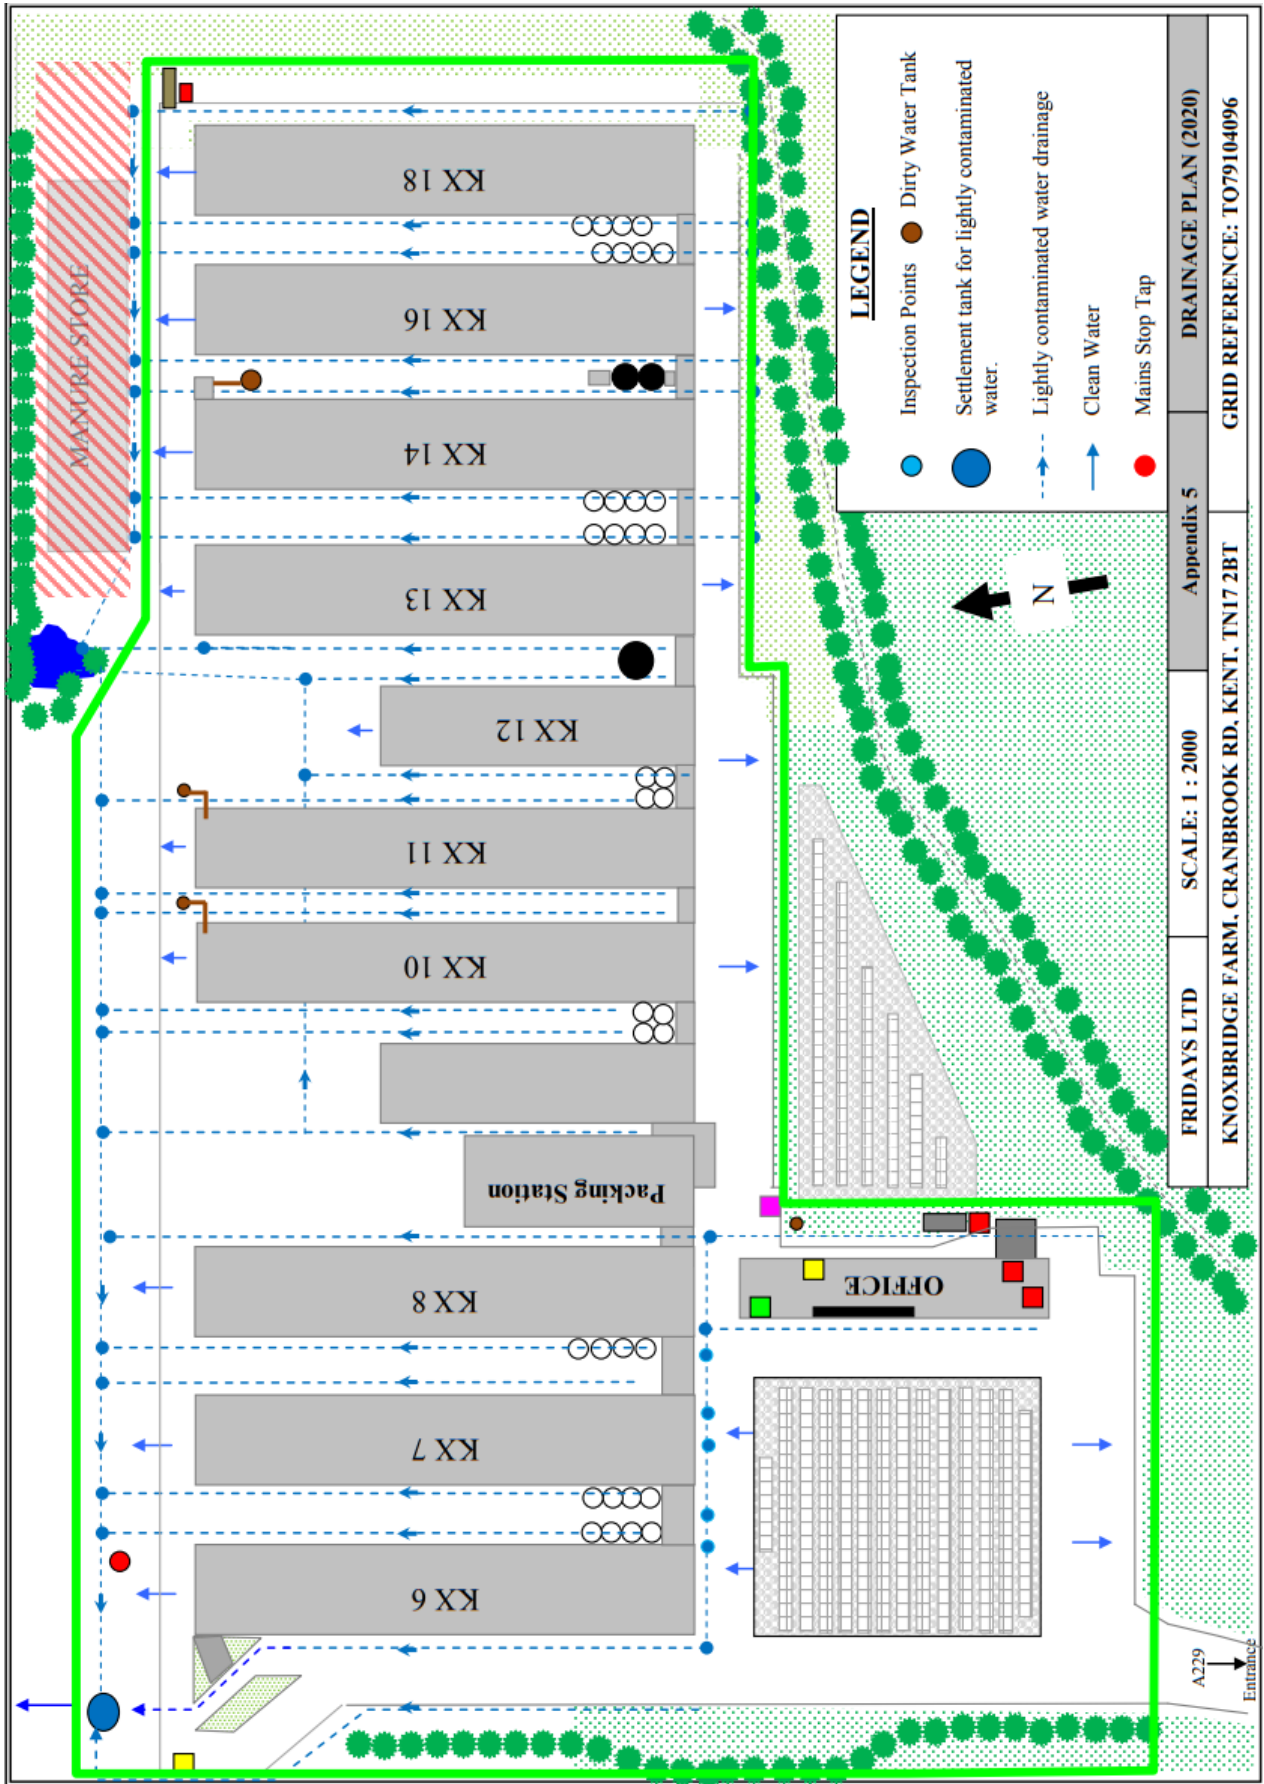 MANURE STORE
KX 18
KX 16
KX 14
KX 13
KX 12
KX 11
KX 10
Packing Station
KX 8
KX 7
KX 6
OFFICE
A229
Entrance
N
LEGEND
Inspection Points
Dirty Water Tank
Settlement tank for lightly contaminated
water.
Lightly contaminated water drainage
Clean Water
Mains Stop Tap
FRIDAYS LTD
SCALE: 1 : 2000
Appendix 5
DRAINAGE PLAN (2020)
KNOXBRIDGE FARM, CRANBROOK RD, KENT, TN17 2BT
GRID REFERENCE: TQ79104096